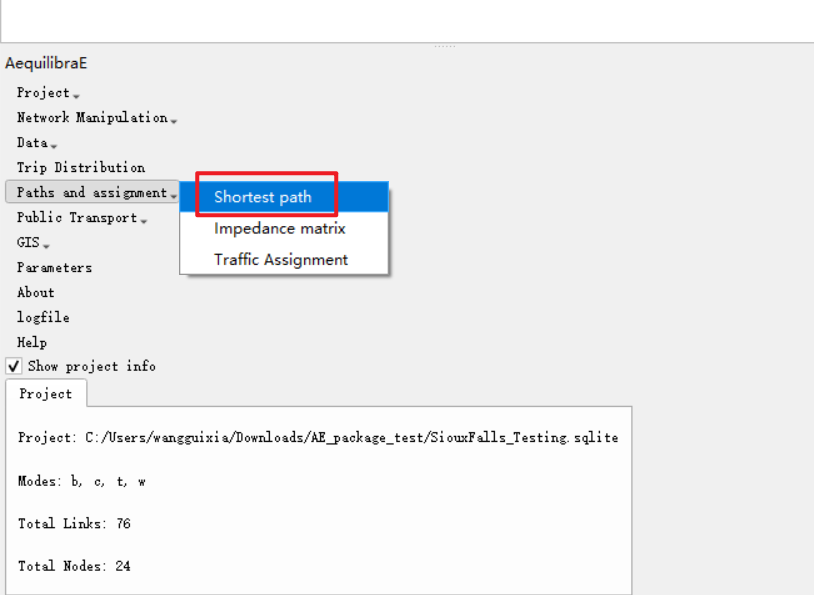 AequilibraE
Project
Network Manipulation
Data
Trip Distribution
Paths and assignment
Shortest path
Impedance matrix
Traffic Assignment
Public Transport
GIS
Parameters
About
logfile
Help
Show project info
Project
Project: C:/Users/wangguixia/Downloads/AE_package_test/SiouxFalls_Testing.sqlite
Modes: b, c, t, w
Total Links: 76
Total Nodes: 24